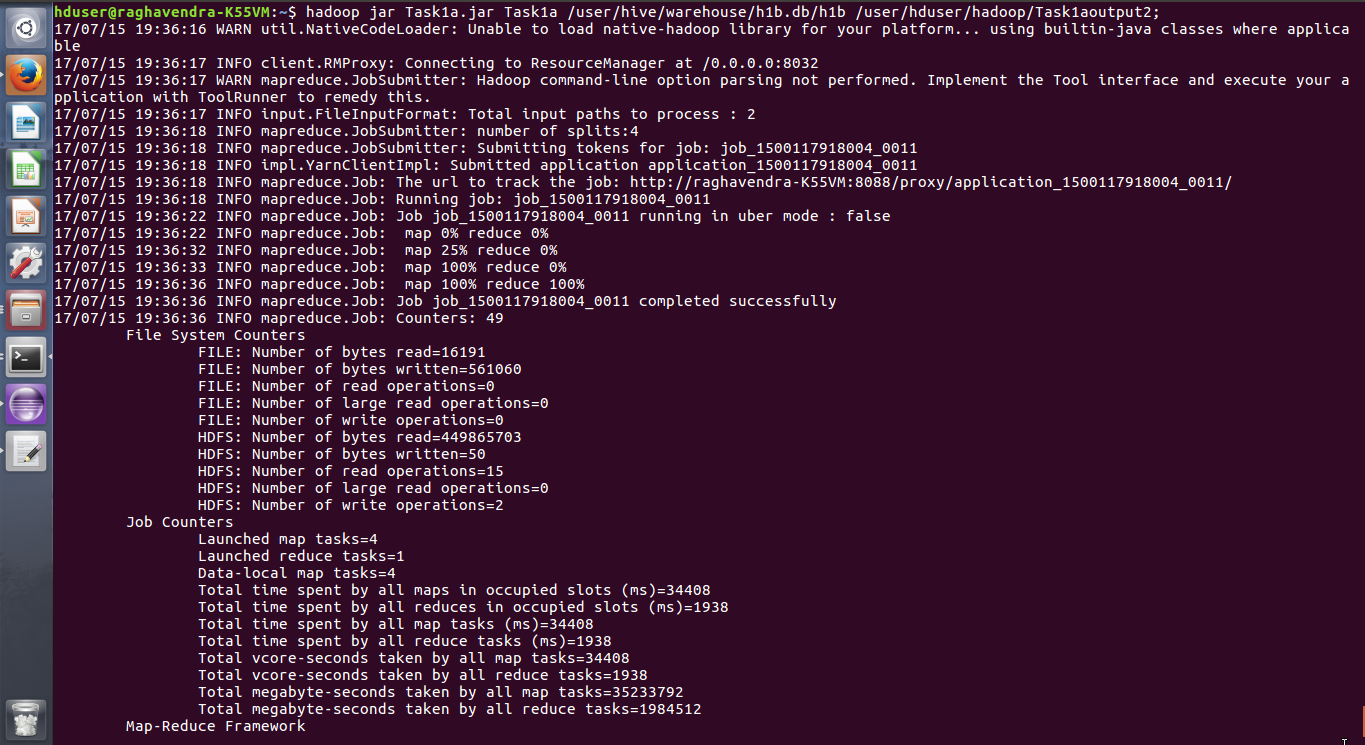 hduser@raghavendra-K55VM:~$ hadoop jar Task1a.jar Task1a /user/hive/warehouse/h1b.db/h1b /user/hduser/hadoop/Task1aoutput2;
17/07/15 19:36:16 WARN util.NativeCodeLoader: Unable to load native-hadoop library for your platform... using builtin-java classes where applica
ble
17/07/15 19:36:17 INFO client.RMProxy: Connecting to ResourceManager at /0.0.0.0:8032
17/07/15 19:36:17 WARN mapreduce.JobSubmitter: Hadoop command-line option parsing not performed. Implement the Tool interface and execute your a
pplication with ToolRunner to remedy this.
17/07/15 19:36:17 INFO input.FileInputFormat: Total input paths to process : 2
17/07/15 19:36:18 INFO mapreduce.JobSubmitter: number of splits:4
17/07/15 19:36:18 INFO mapreduce.JobSubmitter: Submitting tokens for job: job_1500117918004_0011
17/07/15 19:36:18 INFO impl.YarnClientImpl: Submitted application application_1500117918004_0011
17/07/15 19:36:18 INFO mapreduce.Job: The url to track the job: http://raghavendra-K55VM:8088/proxy/application_1500117918004_0011/
17/07/15 19:36:18 INFO mapreduce.Job: Running job: job_1500117918004_0011
17/07/15 19:36:22 INFO mapreduce.Job: Job job_1500117918004_0011 running in uber mode : false
17/07/15 19:36:22 INFO mapreduce.Job:  map 0% reduce 0%
17/07/15 19:36:32 INFO mapreduce.Job:  map 25% reduce 0%
17/07/15 19:36:33 INFO mapreduce.Job:  map 100% reduce 0%
17/07/15 19:36:36 INFO mapreduce.Job:  map 100% reduce 100%
17/07/15 19:36:36 INFO mapreduce.Job: Job job_1500117918004_0011 completed successfully
17/07/15 19:36:36 INFO mapreduce.Job: Counters: 49
File System Counters
FILE: Number of bytes read=16191
FILE: Number of bytes written=561060
FILE: Number of read operations=0
FILE: Number of large read operations=0
FILE: Number of write operations=0
HDFS: Number of bytes read=449865703
HDFS: Number of bytes written=50
HDFS: Number of read operations=15
HDFS: Number of large read operations=0
HDFS: Number of write operations=2
Job Counters
Launched map tasks=4
Launched reduce tasks=1
Data-local map tasks=4
Total time spent by all maps in occupied slots (ms)=34408
Total time spent by all reduces in occupied slots (ms)=1938
Total time spent by all map tasks (ms)=34408
Total time spent by all reduce tasks (ms)=1938
Total vcore-seconds taken by all map tasks=34408
Total vcore-seconds taken by all reduce tasks=1938
Total megabyte-seconds taken by all map tasks=35233792
Total megabyte-seconds taken by all reduce tasks=1984512
Map-Reduce Framework